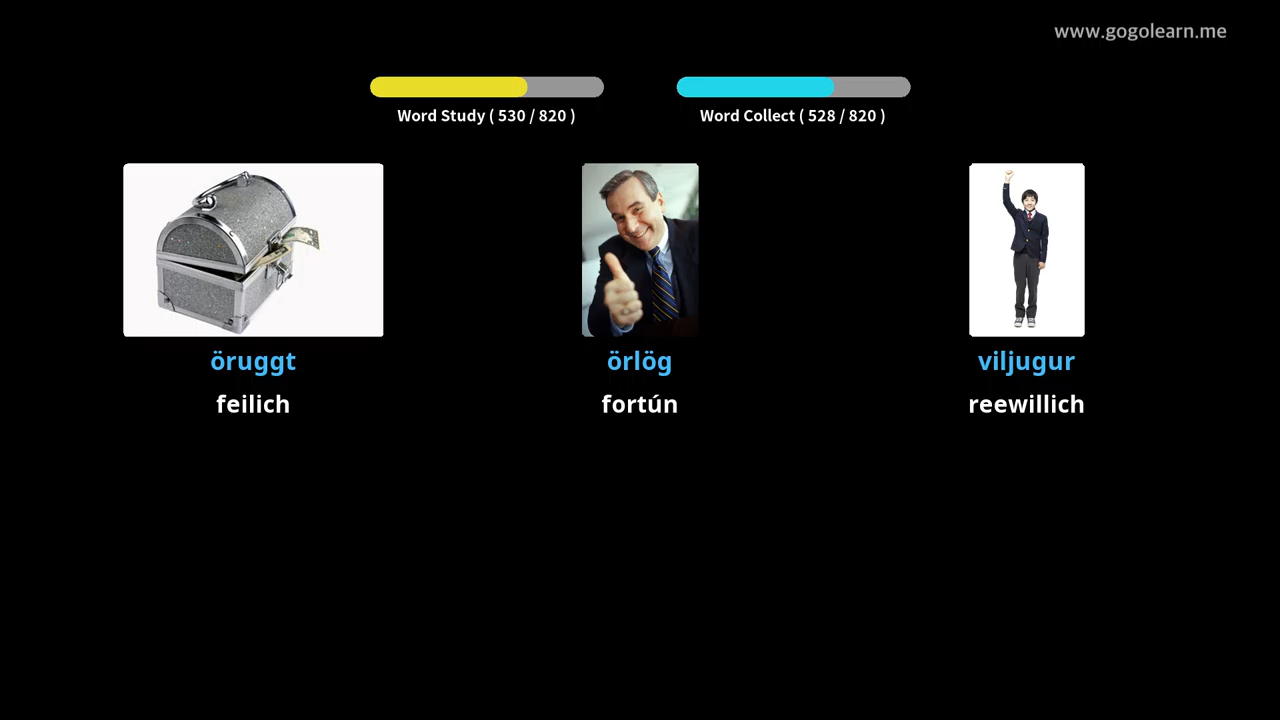 www.gogolearn.me
Word Study ( 530 / 820 )
Word Collect ( 528 / 820 )
öruggt
örlög
viljugur
feilich
fortún
reewillich